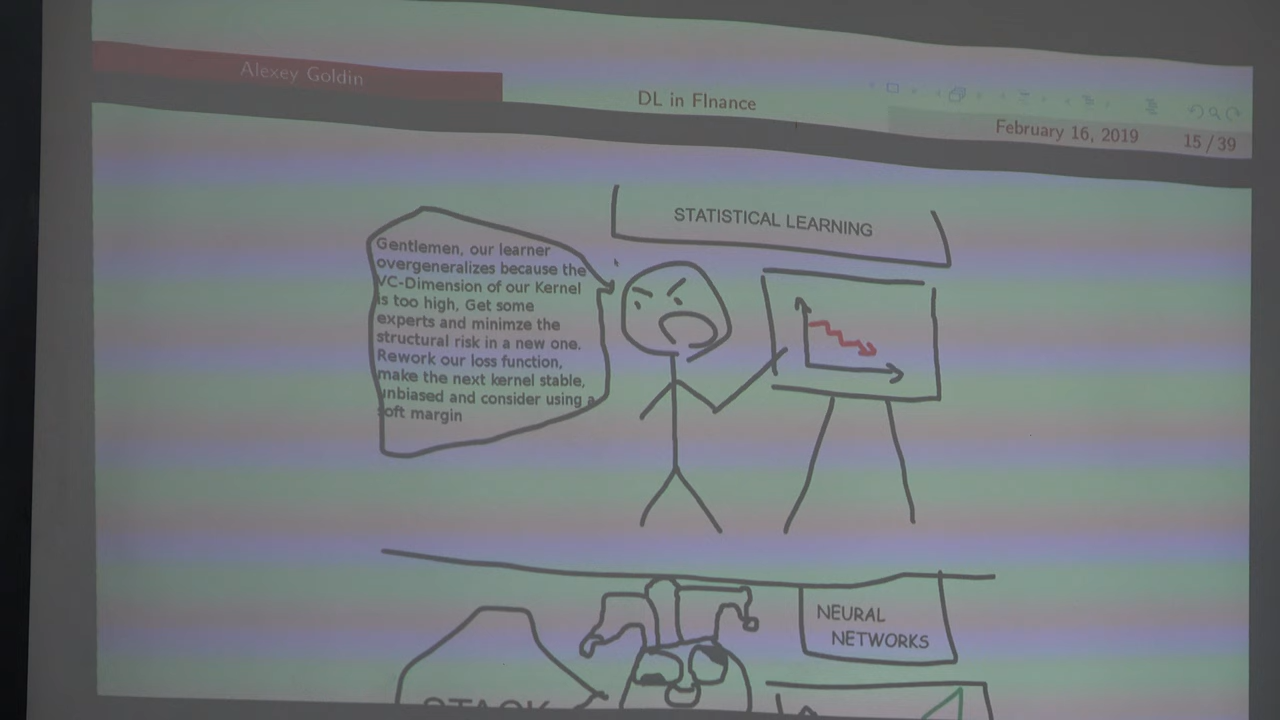 Alexey Goldin
DL in FInance
February 16, 2019
15 / 39
STATISTICAL LEARNING
Gentlemen, our learner
overgeneralizes because the
VC-Dimension of our Kernel
is too high, Get some
experts and minimze the
structural risk in a new one.
Rework our loss function,
make the next kernel stable,
unbiased and consider using a
soft margin
NEURAL
NETWORKS
STACK